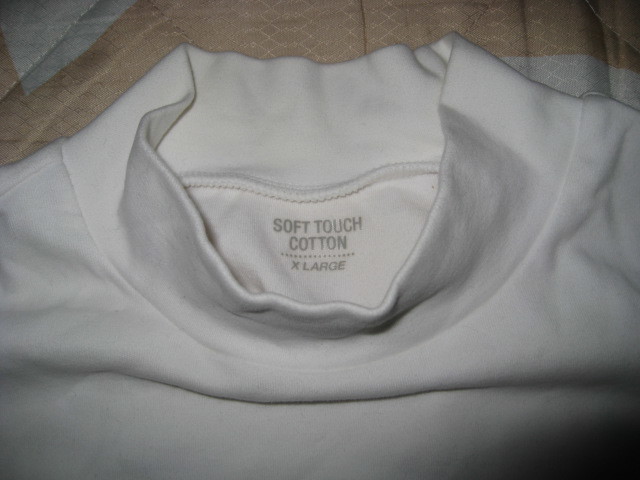 SOFT TOUCH
COTTON
X LARGE